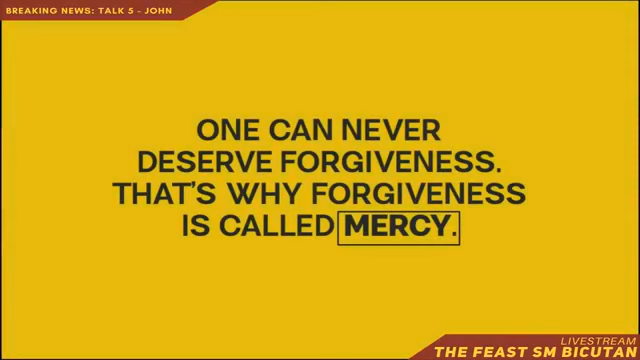 BREAKING NEWS: TALK 5 - JOHN
ONE CAN NEVER
DESERVE FORGIVENESS.
THAT'S WHY FORGIVENESS
IS CALLED MERCY.
LIVESTREAM
THE FEAST SM BICUTAN